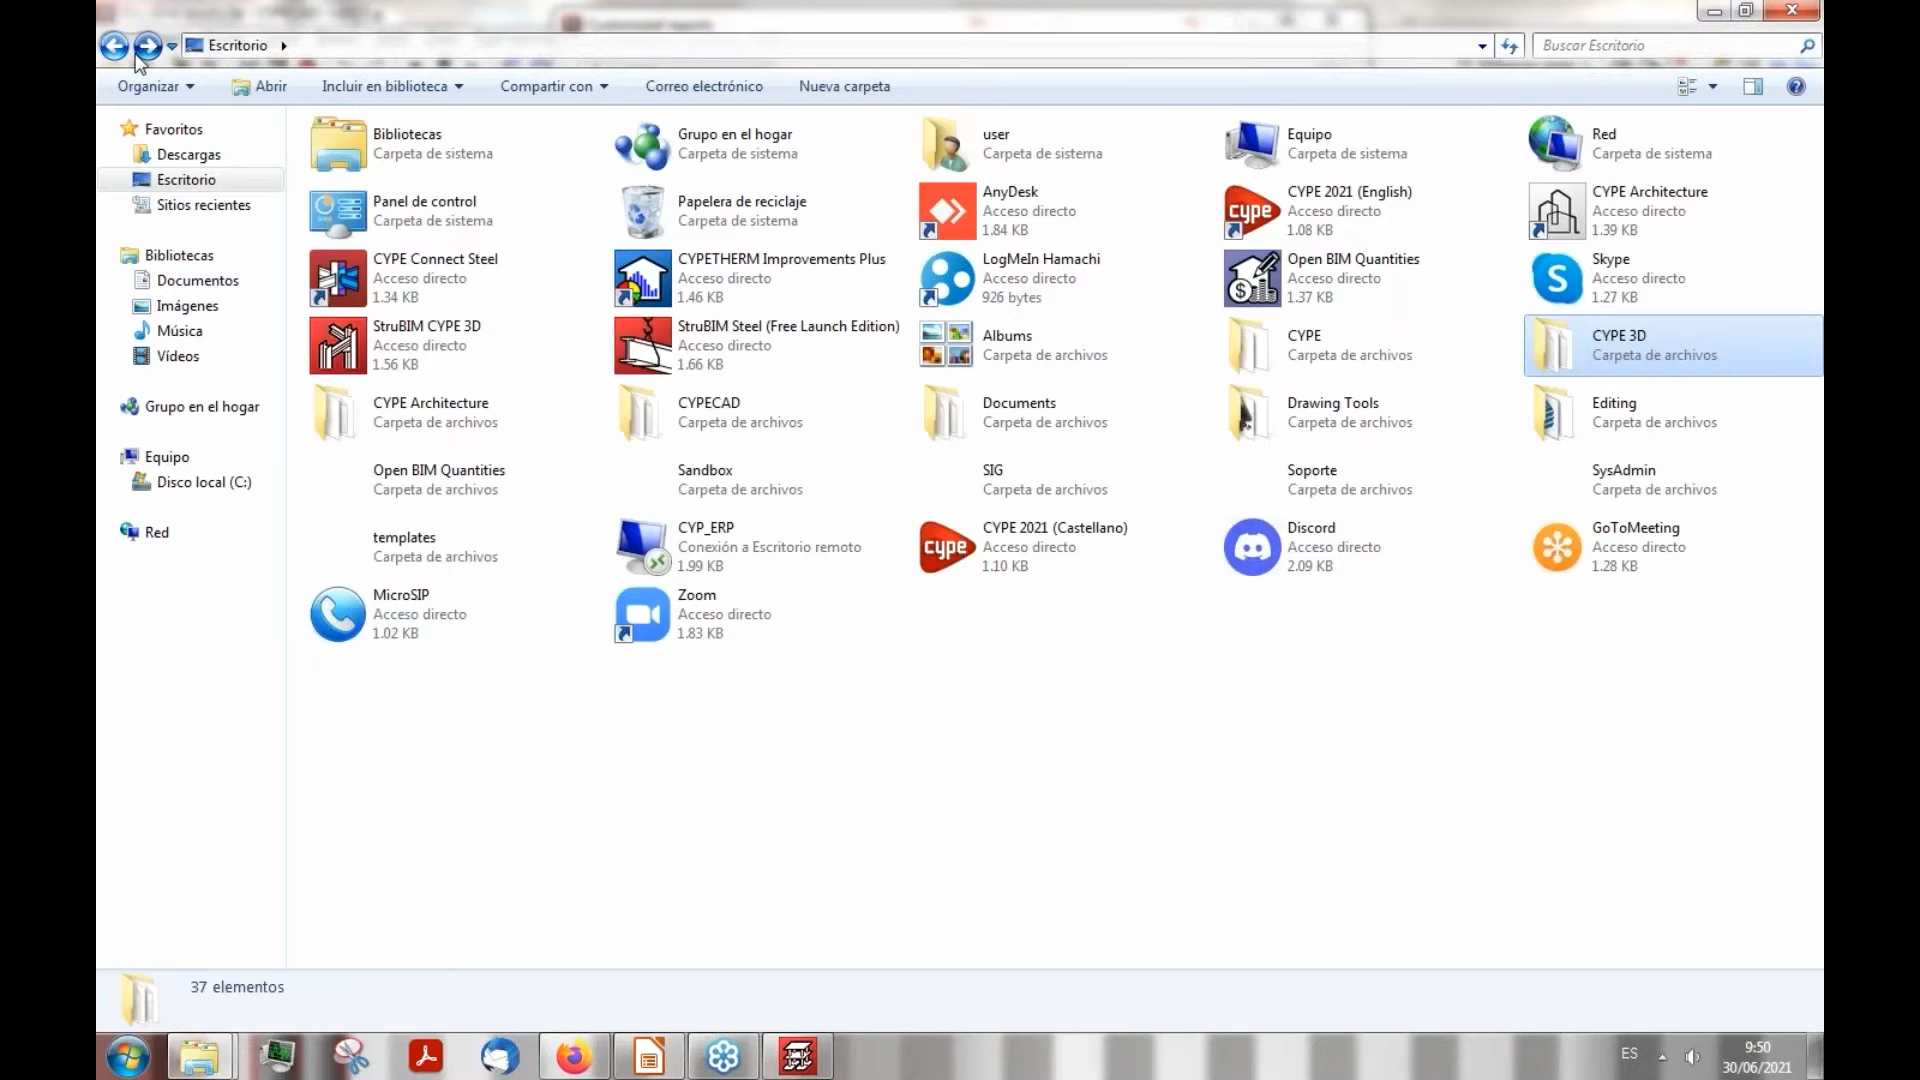 Escritorio
Buscar Escritorio
Organizar
Abrir
Incluir en biblioteca
Compartir con
Correo electrónico
Nueva carpeta
Favoritos
Descargas
Escritorio
Sitios recientes
Bibliotecas
Documentos
Imágenes
Música
Vídeos
Grupo en el hogar
Equipo
Disco local (C:)
Red
Bibliotecas
Carpeta de sistema
Grupo en el hogar
Carpeta de sistema
user
Carpeta de sistema
Equipo
Carpeta de sistema
Red
Carpeta de sistema
Panel de control
Carpeta de sistema
Papelera de reciclaje
Carpeta de sistema
AnyDesk
Acceso directo
1.84 KB
cype
CYPE 2021 (English)
Acceso directo
1.08 KB
CYPE Architecture
Acceso directo
1.39 KB
CYPE Connect Steel
Acceso directo
1.34 KB
CYPETHERM Improvements Plus
Acceso directo
1.46 KB
LogMeIn Hamachi
Acceso directo
926 bytes
Open BIM Quantities
Acceso directo
1.37 KB
Skype
Acceso directo
1.27 KB
StruBIM CYPE 3D
Acceso directo
1.56 KB
StruBIM Steel (Free Launch Edition)
Acceso directo
1.66 KB
Albums
Carpeta de archivos
CYPE
Carpeta de archivos
CYPE 3D
Carpeta de archivos
CYPE Architecture
Carpeta de archivos
CYPECAD
Carpeta de archivos
Documents
Carpeta de archivos
Drawing Tools
Carpeta de archivos
Editing
Carpeta de archivos
Open BIM Quantities
Carpeta de archivos
Sandbox
Carpeta de archivos
SIG
Carpeta de archivos
Soporte
Carpeta de archivos
SysAdmin
Carpeta de archivos
templates
Carpeta de archivos
CYP_ERP
Conexión a Escritorio remoto
1.99 KB
cype
CYPE 2021 (Castellano)
Acceso directo
1.10 KB
Discord
Acceso directo
2.09 KB
GoToMeeting
Acceso directo
1.28 KB
MicroSIP
Acceso directo
1.02 KB
Zoom
Acceso directo
1.83 KB
37 elementos
ES
9:50
30/06/2021